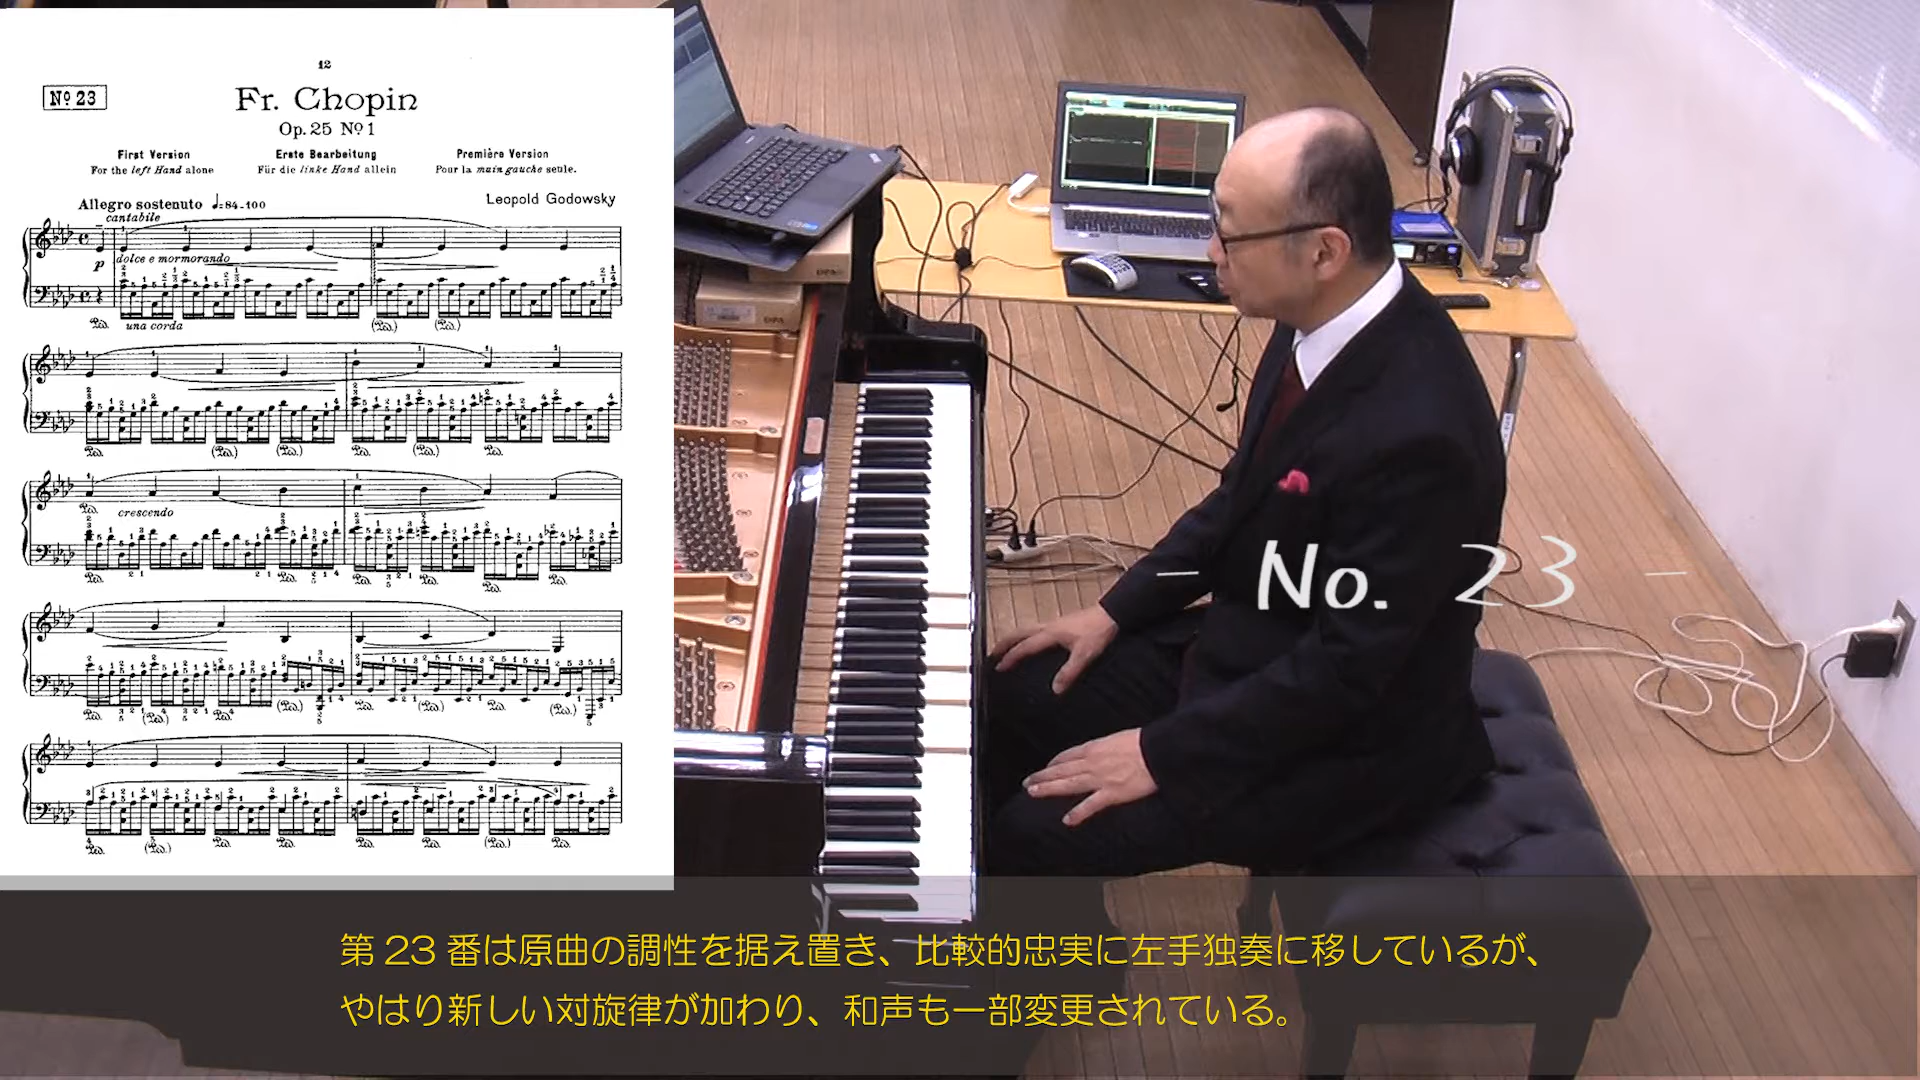 12
Nº 23
Fr. Chopin
Op. 25 Nº 1
First Version
For the left Hand alone
Erste Bearbeitung
Für die linke Hand allein
Première Version
Pour la main gauche seule.
Allegro sostenuto ♩=84-100
Leopold Godowsky
cantabile
p
dolce e mormorando
una corda
crescendo
– No. 23 –
第 23 番は原曲の調性を据え置き、比較的忠実に左手独奏に移しているが、
やはり新しい対旋律が加わり、和声も一部変更されている。